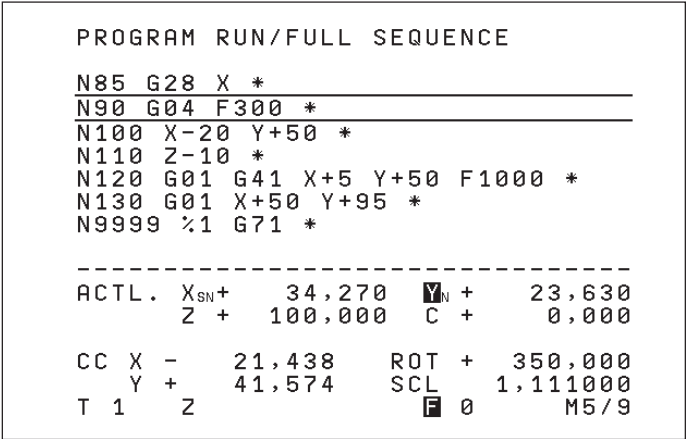 PROGRAM RUN/FULL SEQUENCE
N85 G28 X *
N90 G04 F300 *
N100 X-20 Y+50 *
N110 Z-10 *
N120 G01 G41 X+5 Y+50 F1000 *
N130 G01 X+50 Y+95 *
N9999 %1 G71 *
--------------------------------
ACTL. XSN+ 34,270 YN + 23,630
Z + 100,000 C + 0,000
CC X - 21,438 ROT + 350,000
Y + 41,574 SCL 1,111000
T 1 Z F 0 M5/9